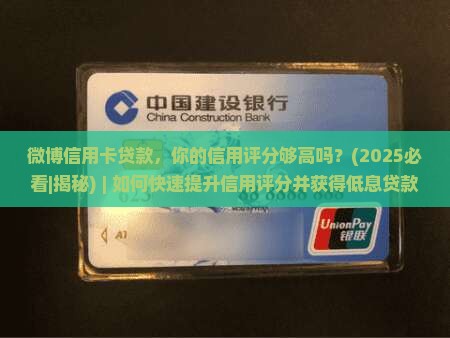 中国建设银行
China Construction Bank
微博信用卡贷款，你的信用评分够高吗？(2025必
看|揭秘) | 如何快速提升信用评分并获得低息贷款
AT
UnionPay
银联